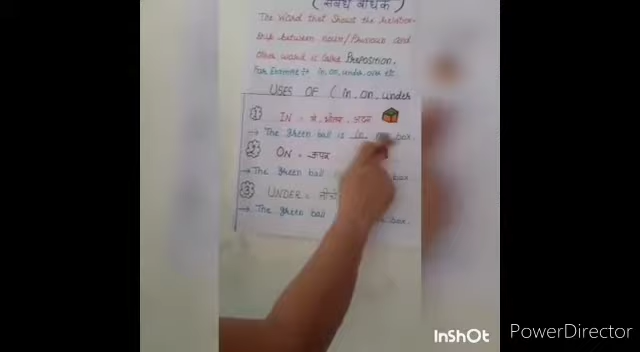 (संबंध बोधक)
The Word that Shows the Relation-
ship between noun/Pronoun and
Other word is called Preposition.
For Example :- in, on, under, over etc.
USES OF (In, on, under
1 IN = में, भीतर, अन्दर
→ The green ball is in box.
2 ON = ऊपर
→ The green ball box.
3 UNDER = नीचे
→ The green ball box.
InShOt
PowerDirector